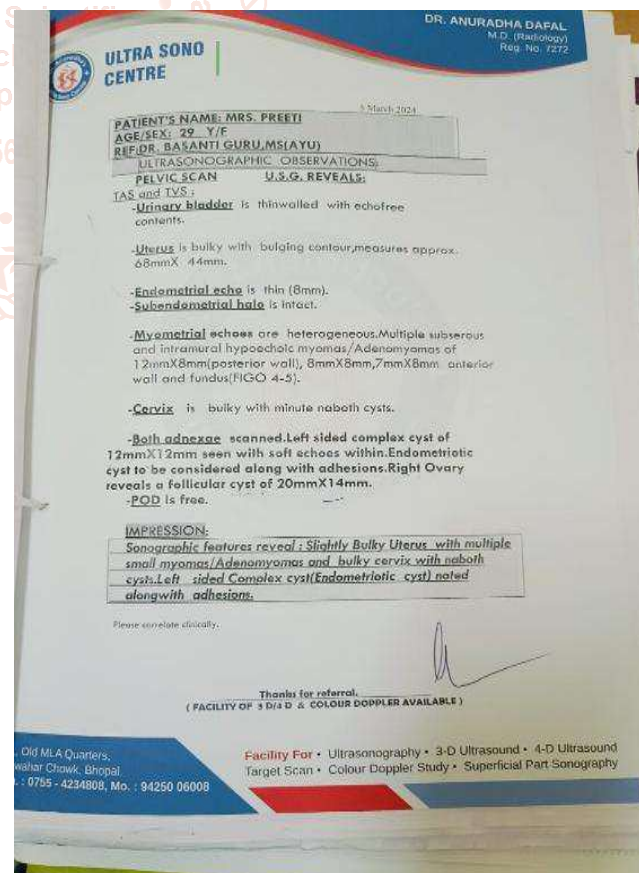 DR. ANURADHA DAFAL
M.D. (Radiology)
Reg. No. 7272
ULTRA SONO
CENTRE
5 March 2024
PATIENT'S NAME: MRS. PREETI
AGE/SEX: 29 Y/F
REF:DR. BASANTI GURU,MS(AYU)
ULTRASONOGRAPHIC OBSERVATIONS:
PELVIC SCAN U.S.G. REVEALS:
TAS and TVS :
-Urinary bladder is thinwalled with echofree
contents.
-Uterus is bulky with bulging contour,measures approx.
68mmX 44mm.
-Endometrial echo is thin (8mm).
-Subendometrial halo is intact.
-Myometrial echoes are heterogeneous.Multiple subserous
and intramural hypoechoic myomas/Adenomyomas of
12mmX8mm(posterior wall), 8mmX8mm,7mmX8mm anterior
wall and fundus(FIGO 4-5).
-Cervix is bulky with minute naboth cysts.
-Both adnexae scanned.Left sided complex cyst of
12mmX12mm seen with soft echoes within.Endometriotic
cyst to be considered along with adhesions.Right Ovary
reveals a follicular cyst of 20mmX14mm.
-POD is free.
IMPRESSION:
Sonographic features reveal : Slightly Bulky Uterus with multiple
small myomas/Adenomyomas and bulky cervix with naboth
cysts.Left sided Complex cyst(Endometriotic cyst) noted
alongwith adhesions.
Please correlate clinically.
Thanks for referral.
( FACILITY OF 3 D/4 D & COLOUR DOPPLER AVAILABLE )
Old MLA Quarters,
Chowk, Bhopal
: 0755 - 4234808, Mo. : 94250 06008
Facility For • Ultrasonography • 3-D Ultrasound • 4-D Ultrasound
Target Scan • Colour Doppler Study • Superficial Part Sonography